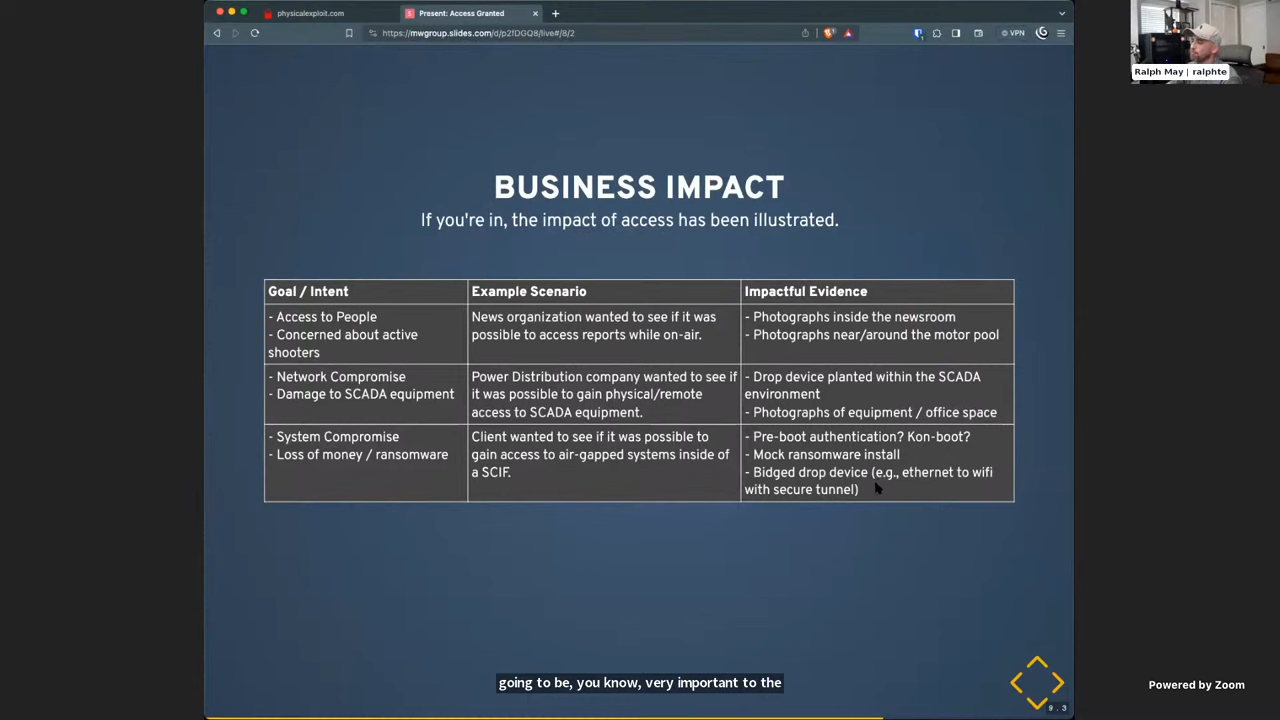 physicalexploit.com
Present: Access Granted
https://mwgroup.slides.com/d/p2fDGQ8/live#/8/2
VPN
Ralph May | ralphte
BUSINESS IMPACT
If you're in, the impact of access has been illustrated.
Goal / Intent
Example Scenario
Impactful Evidence
- Access to People
- Concerned about active
shooters
News organization wanted to see if it was
possible to access reports while on-air.
- Photographs inside the newsroom
- Photographs near/around the motor pool
- Network Compromise
- Damage to SCADA equipment
Power Distribution company wanted to see if
it was possible to gain physical/remote
access to SCADA equipment.
- Drop device planted within the SCADA
environment
- Photographs of equipment / office space
- System Compromise
- Loss of money / ransomware
Client wanted to see if it was possible to
gain access to air-gapped systems inside of
a SCIF.
- Pre-boot authentication? Kon-boot?
- Mock ransomware install
- Bidged drop device (e.g., ethernet to wifi
with secure tunnel)
going to be, you know, very important to the
9.3
Powered by Zoom